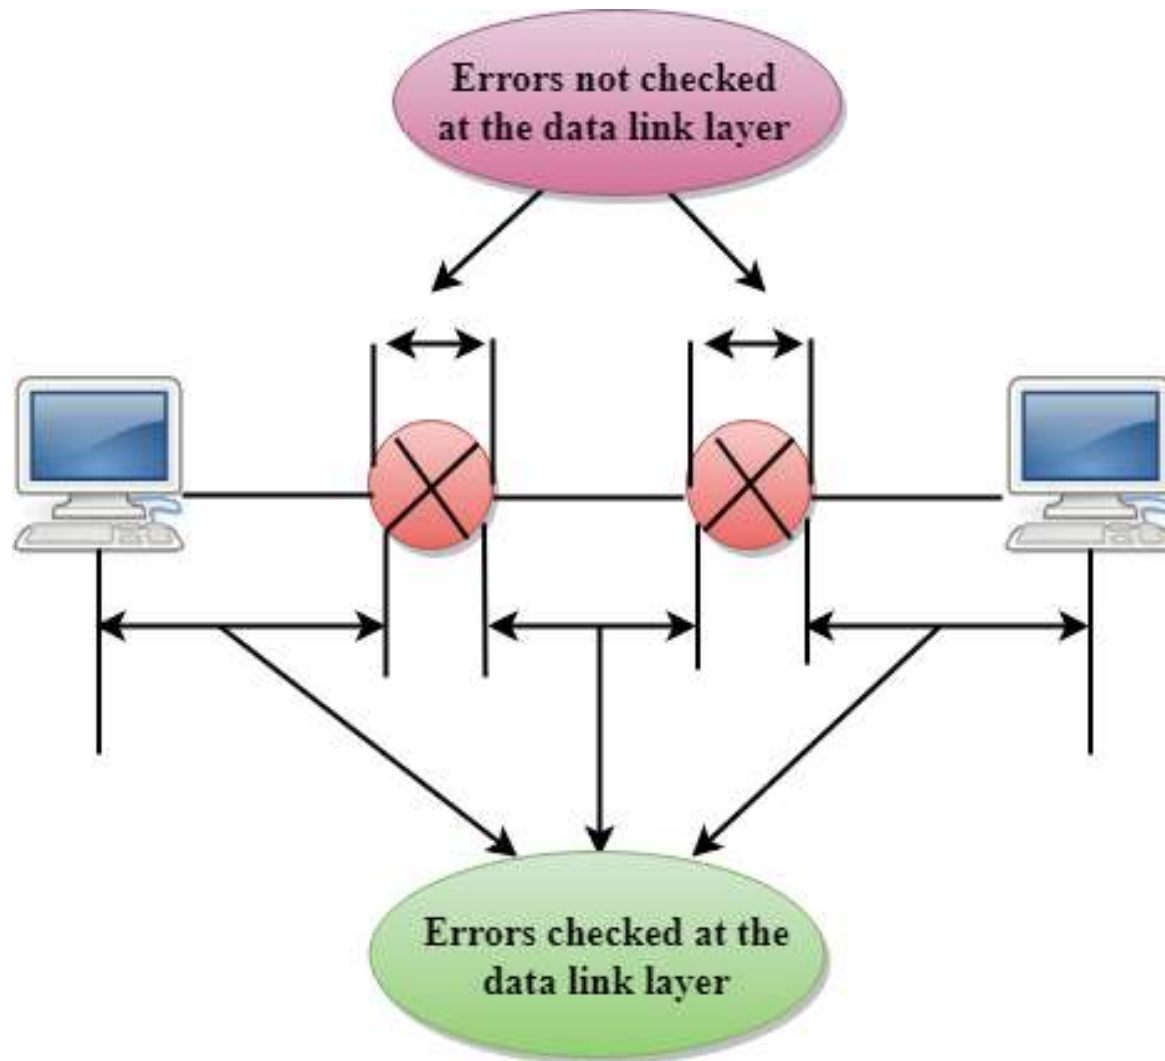 Errors not checked
at the data link layer
Errors checked at the
data link layer